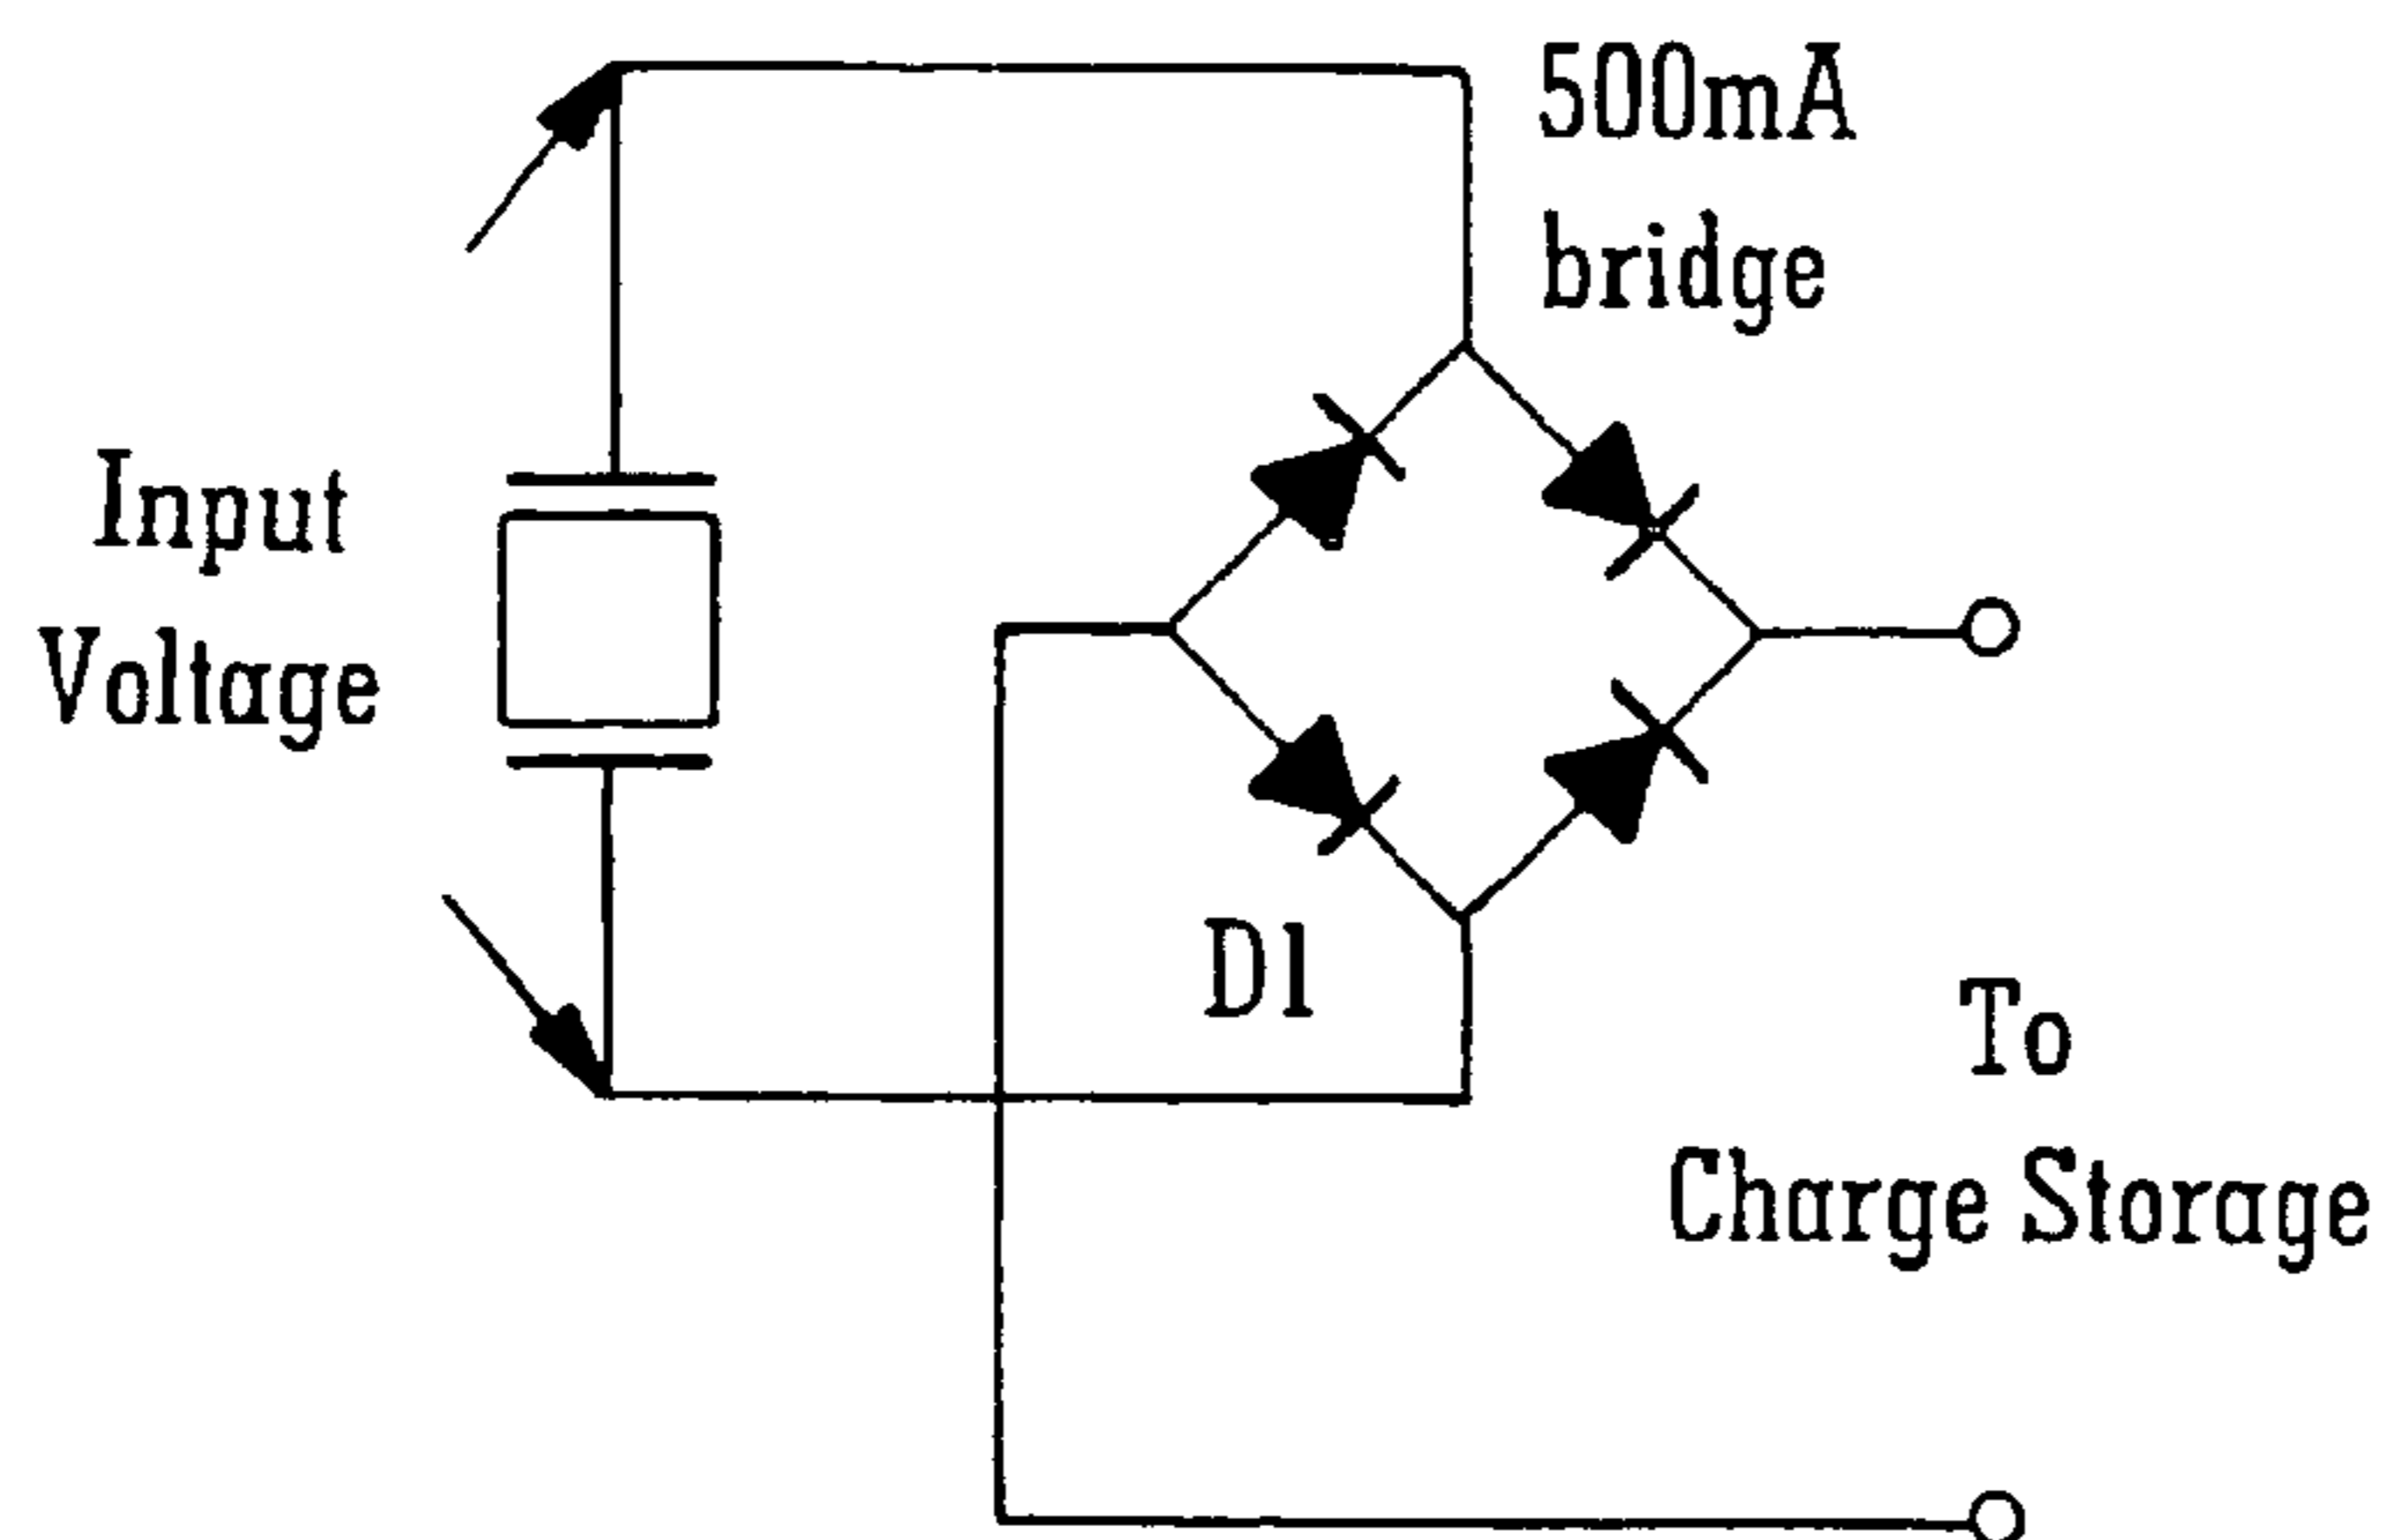 500mA
bridge
Input
Voltage
D1
To
Charge Storage